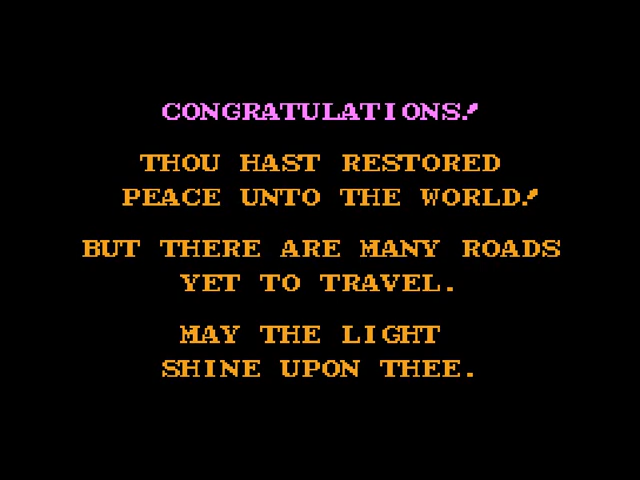 CONGRATULATIONS!
THOU HAST RESTORED
PEACE UNTO THE WORLD!
BUT THERE ARE MANY ROADS
YET TO TRAVEL.
MAY THE LIGHT
SHINE UPON THEE.